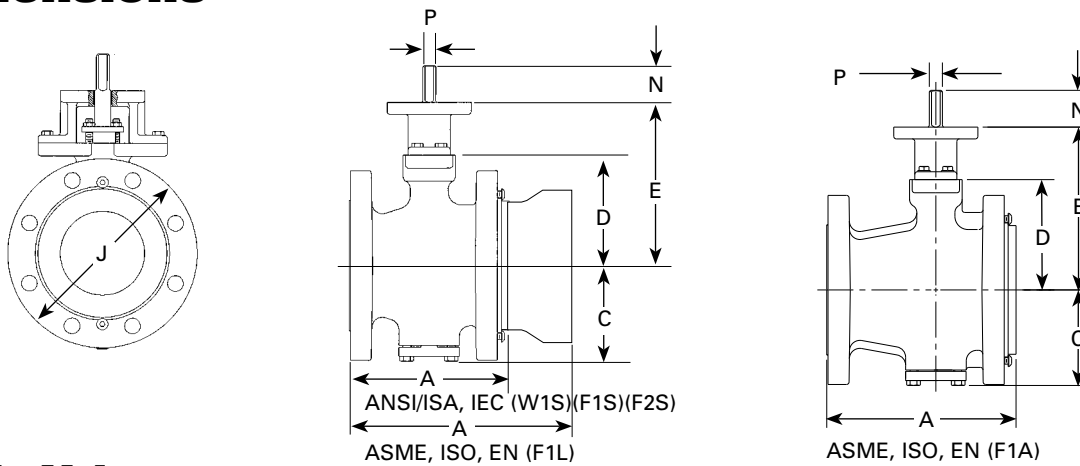 P
N
P
N
J
D
E
D
E
C
C
A
ANSI/ISA, IEC (W1S)(F1S)(F2S)
A
ASME, ISO, EN (F1L)
A
ASME, ISO, EN (F1A)